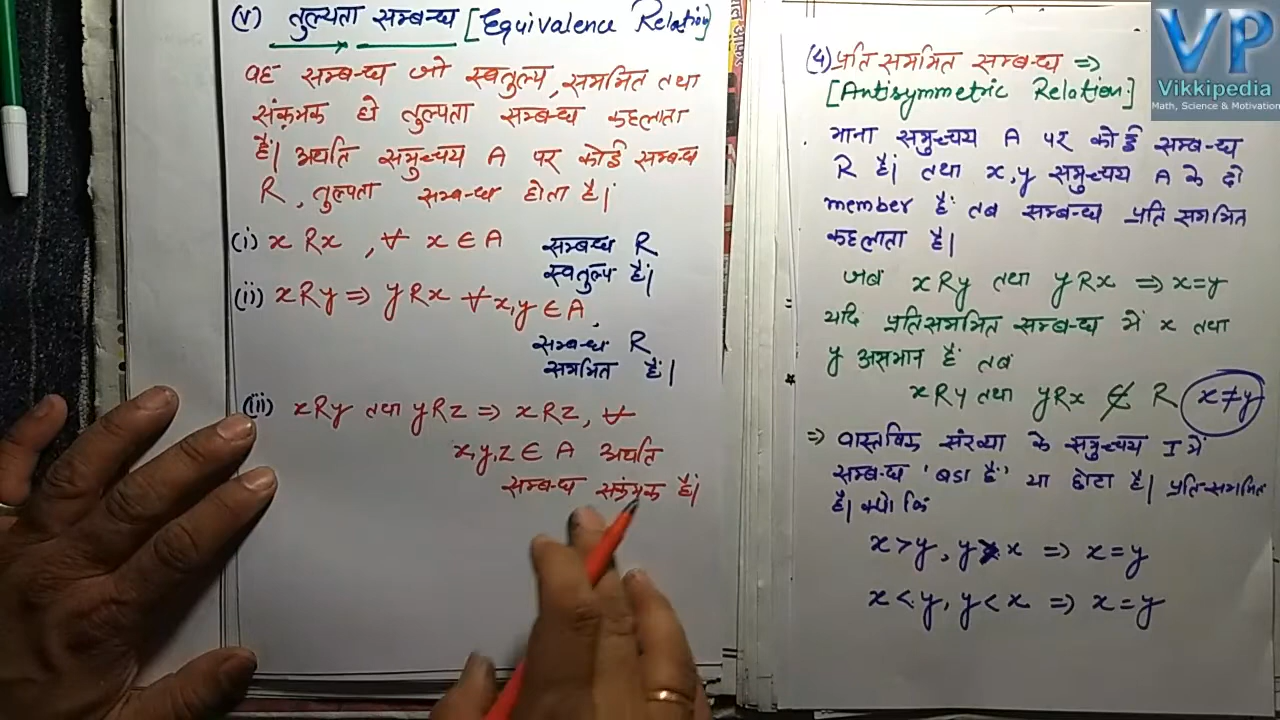 (v) तुल्यता सम्बन्ध [Equivalence Relation]
वह सम्बन्ध जो स्वतुल्य, सममित तथा
संक्रमक हो तुल्यता सम्बन्ध कहलाता
है। अर्थात समुच्चय A पर कोई सम्बन्ध
R, तुल्यता सम्बन्ध होता है।
(i) x Rx , ∀ x ∈ A सम्बन्ध R
स्वतुल्य है।
(ii) xRy ⇒ yRx ∀ x,y ∈ A,
सम्बन्ध R
सममित है।
(iii) xRy तथा yRz ⇒ xRz, ∀
x,y,z ∈ A अर्थात
सम्बन्ध संक्रमक है।
(4) प्रति सममित सम्बन्ध ⇒
[Antisymmetric Relation]
माना समुच्चय A पर कोई सम्बन्ध
R है। तथा x,y समुच्चय A के दो
member हैं तब सम्बन्ध प्रति सममित
कहलाता है।
जब xRy तथा yRx ⇒ x=y
यदि प्रतिसममित सम्बन्ध में x तथा
y असमान हैं तब
xRy तथा yRx ∉ R x≠y
⇒ वास्तविक संख्या के समुच्चय I में
सम्बन्ध 'बडा है' या छोटा है। प्रति-सममित
है। क्यो कि
x>y, y>x ⇒ x=y
x<y, y<x ⇒ x=y
VP
Vikkipedia
Math, Science & Motivation